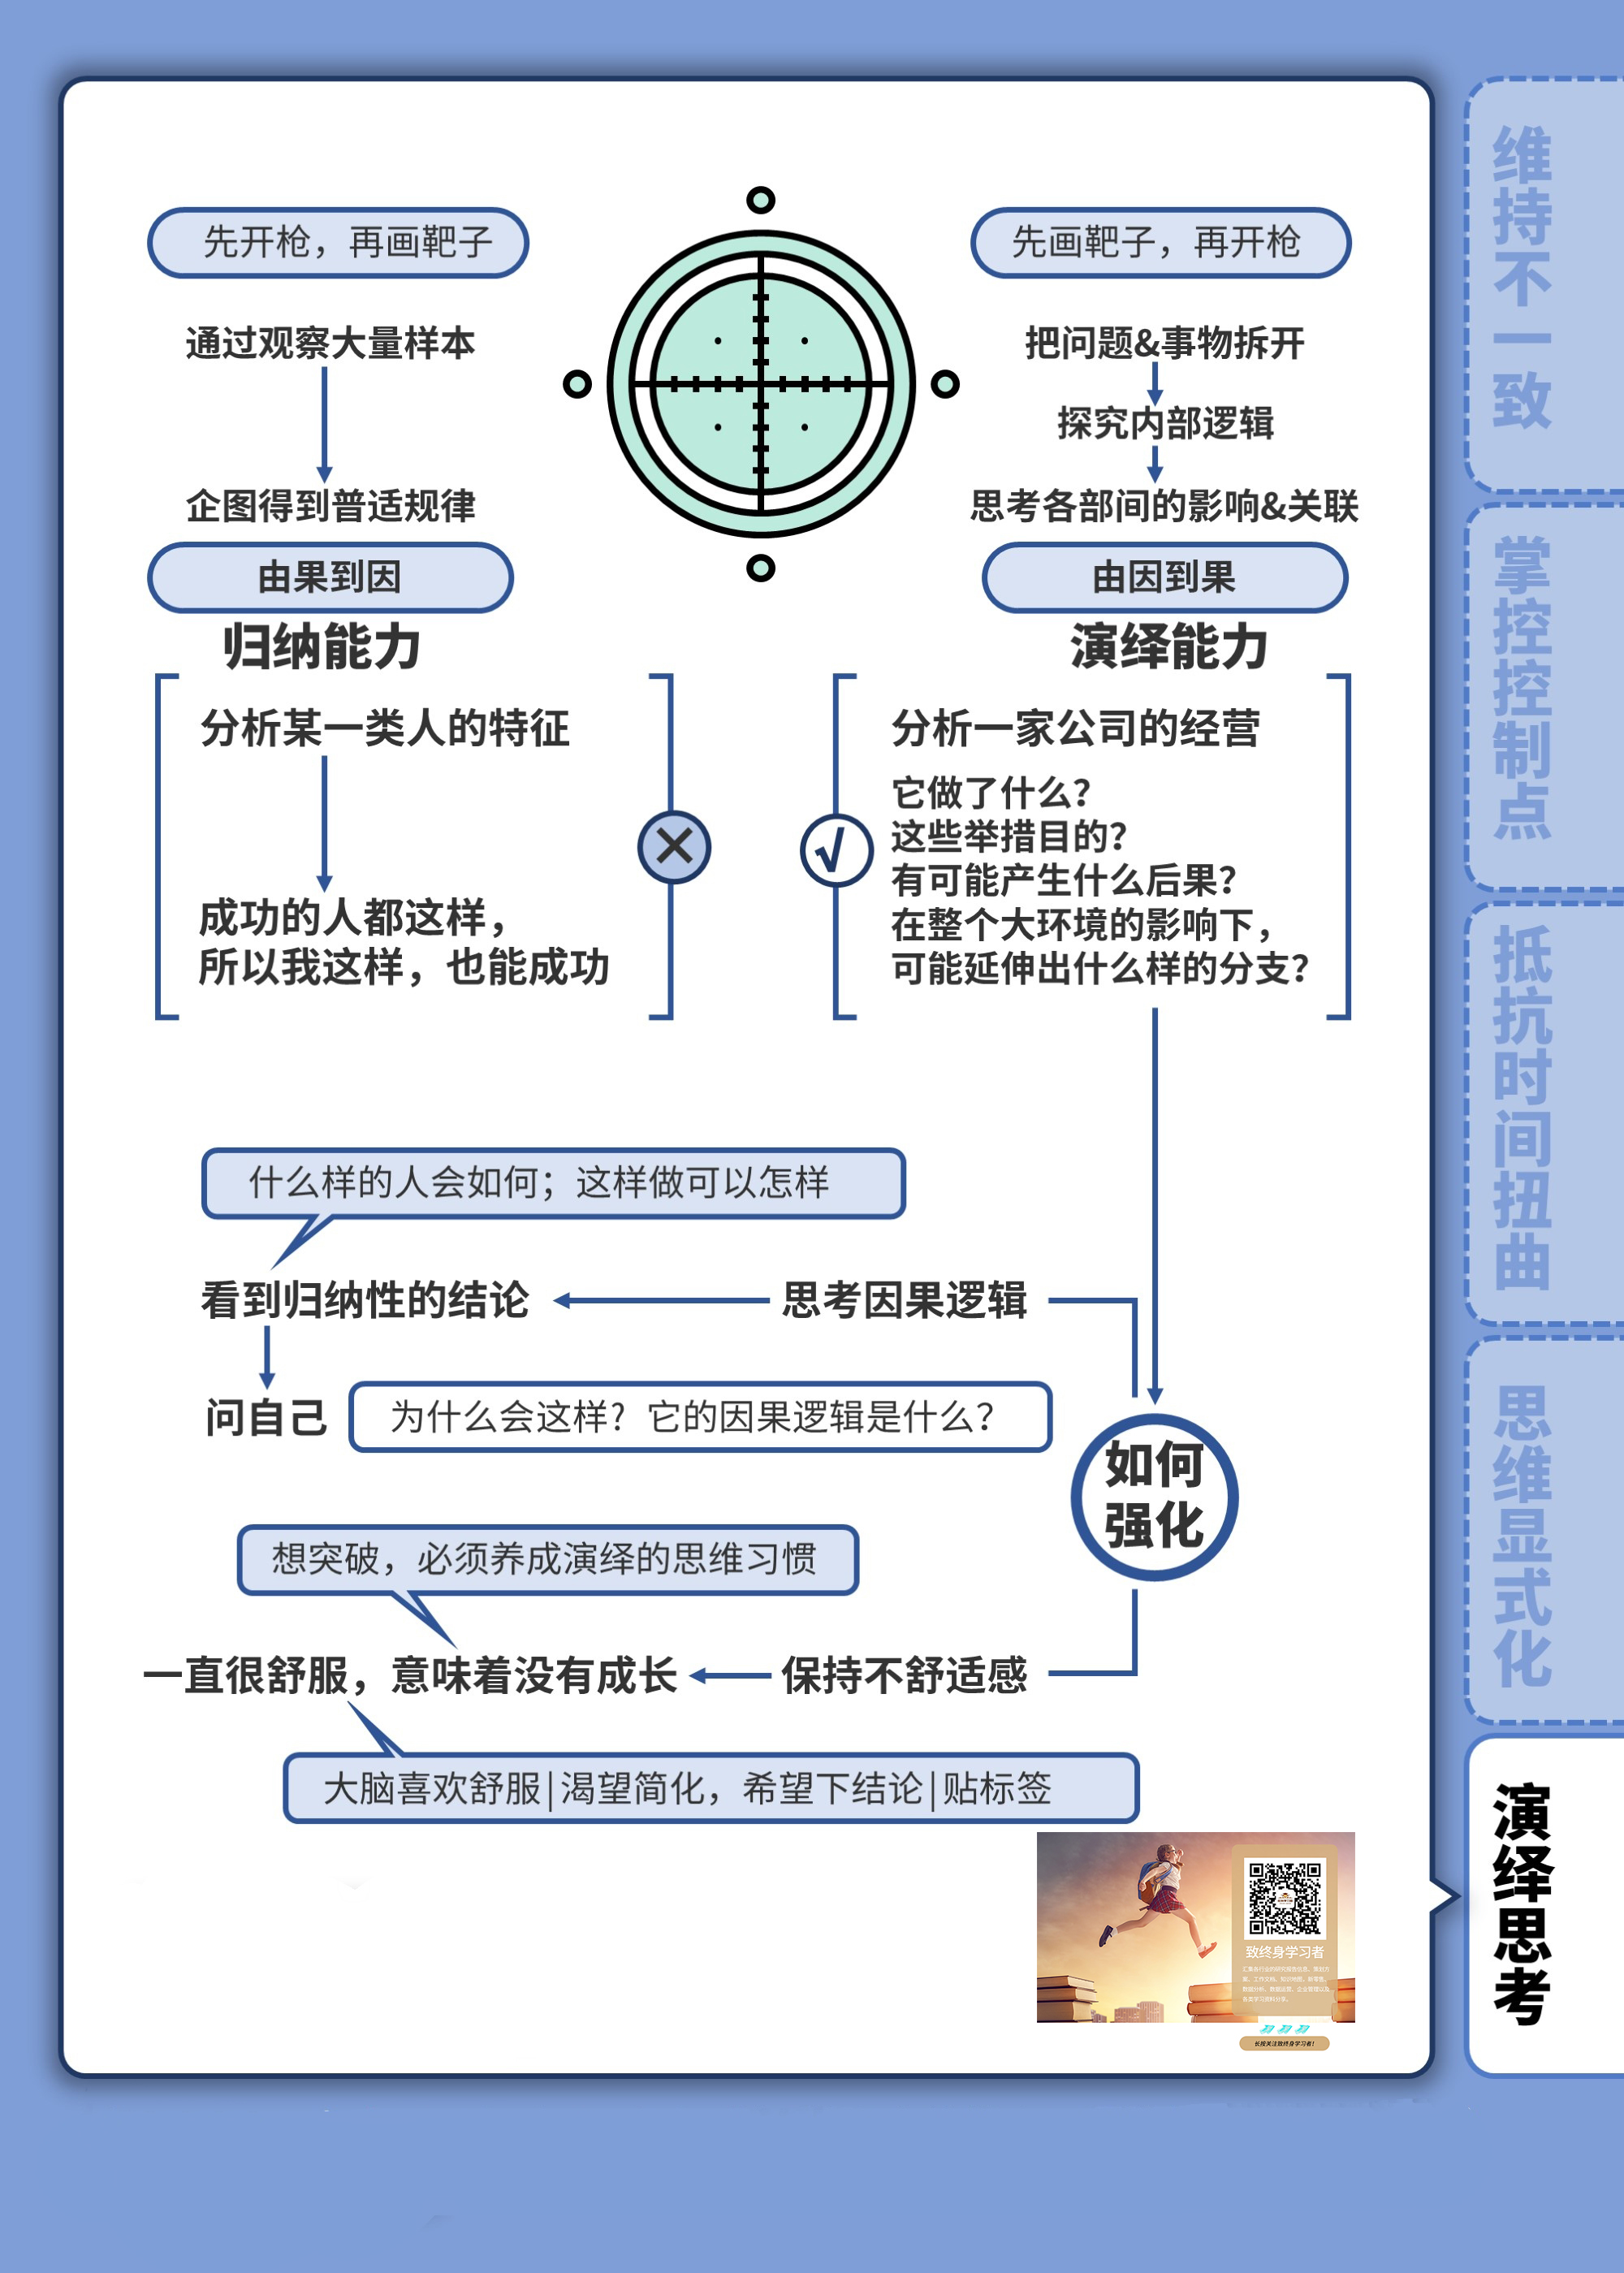 先开枪，再画靶子
通过观察大量样本
企图得到普适规律
由果到因
归纳能力
分析某一类人的特征
成功的人都这样，
所以我这样，也能成功
×
先画靶子，再开枪
把问题&事物拆开
探究内部逻辑
思考各部间的影响&关联
由因到果
演绎能力
分析一家公司的经营
它做了什么？
这些举措目的？
有可能产生什么后果？
在整个大环境的影响下，
可能延伸出什么样的分支？
√
什么样的人会如何；这样做可以怎样
看到归纳性的结论
思考因果逻辑
问自己
为什么会这样？它的因果逻辑是什么？
如何
强化
想突破，必须养成演绎的思维习惯
一直很舒服，意味着没有成长
保持不舒适感
大脑喜欢舒服|渴望简化，希望下结论|贴标签
致终身学习者
长按关注致终身学习者！
维持不一致
掌控控制点
抵抗时间扭曲
思维显式化
演绎思考